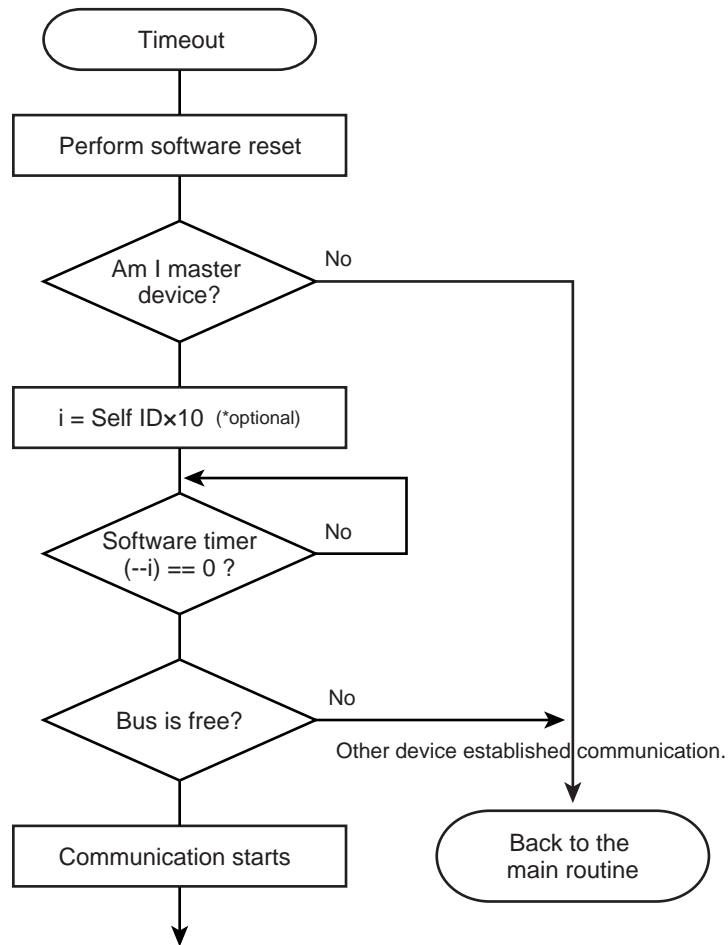 Timeout
Perform software reset
Am I master
device?
No
i = Self ID×10 (*optional)
Software timer
(--i) == 0 ?
No
Bus is free?
No
Other device established communication.
Communication starts
Back to the
main routine